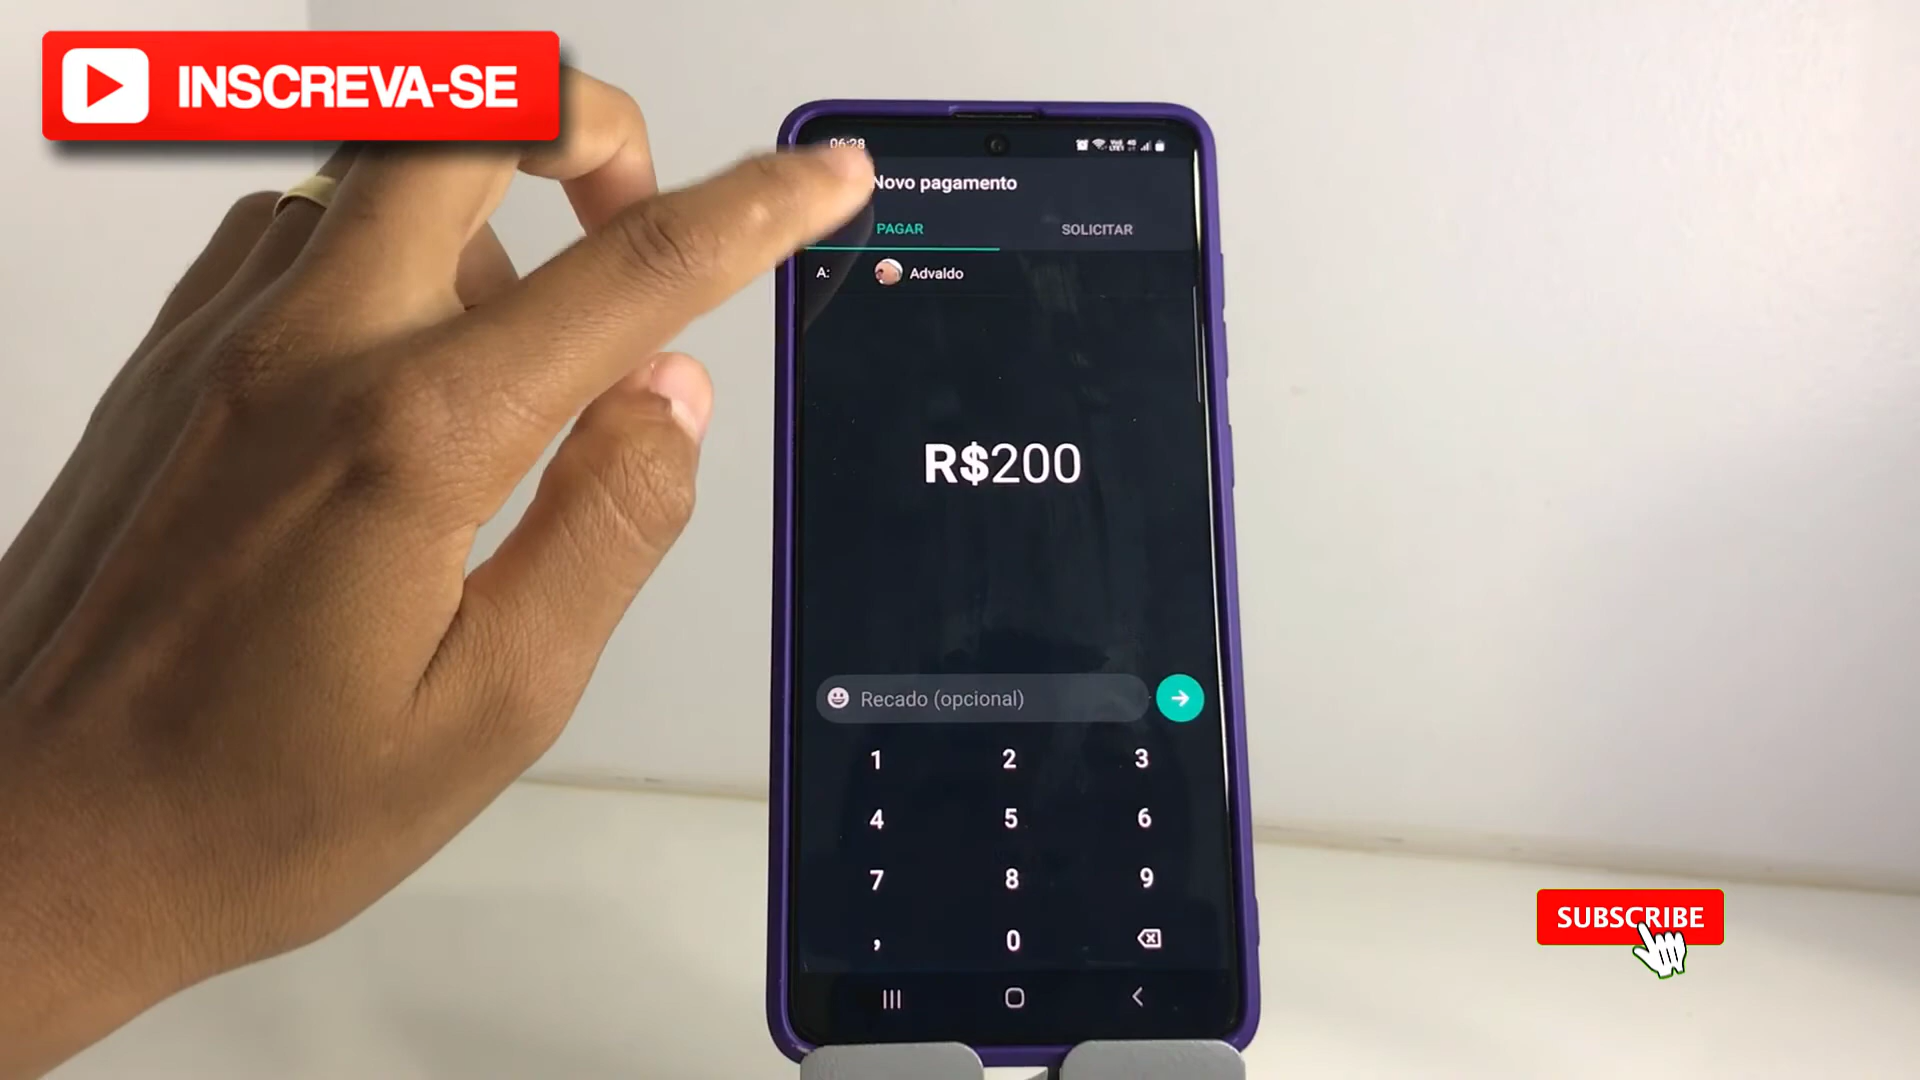 INSCREVA-SE
06:28
Novo pagamento
PAGAR
SOLICITAR
A:
Advaldo
R$200
Recado (opcional)
1 2 3
4 5 6
7 8 9
, 0
SUBSCRIBE